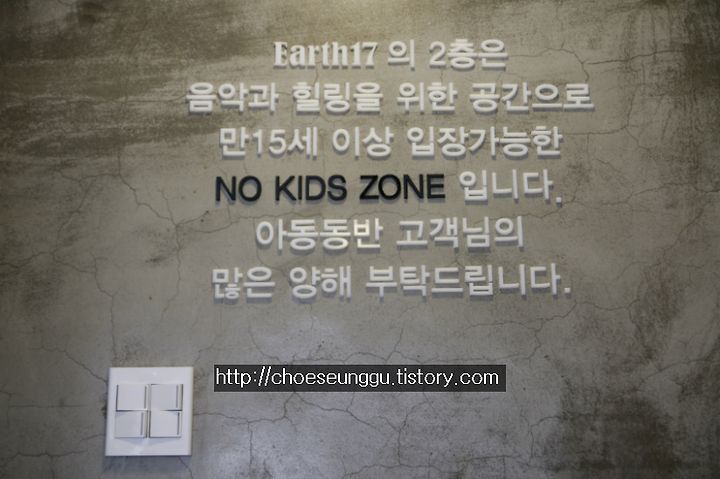 Earth17 의 2층은
음악과 힐링을 위한 공간으로
만15세 이상 입장가능한
NO KIDS ZONE 입니다.
아동동반 고객님의
많은 양해 부탁드립니다.
http://choeseunggu.tistory.com